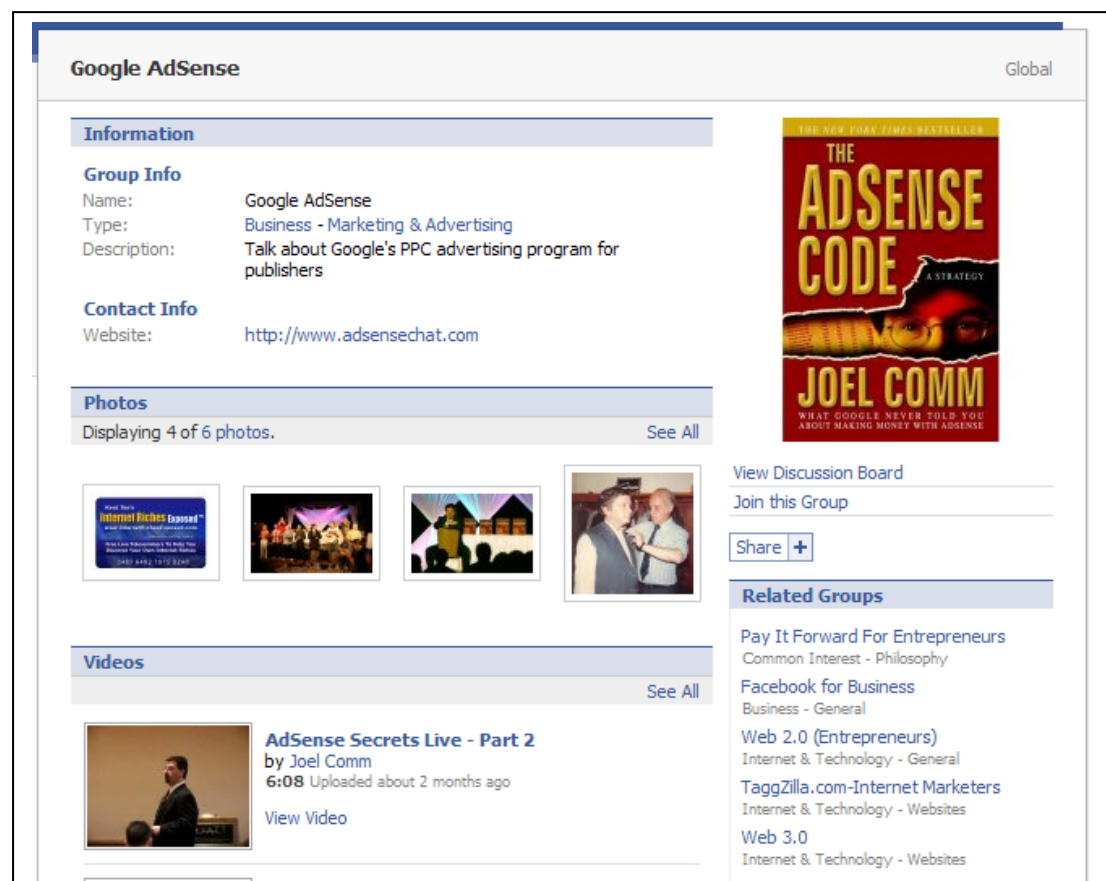 Google AdSense
Global
Information
Group Info
Name: Google AdSense
Type: Business - Marketing & Advertising
Description: Talk about Google's PPC advertising program for
publishers
Contact Info
Website: http://www.adsensechat.com
Photos
Displaying 4 of 6 photos. See All
Internet Riches Exposed
Videos
See All
AdSense Secrets Live - Part 2
by Joel Comm
6:08 Uploaded about 2 months ago
View Video
THE NEW YORK TIMES BESTSELLER
THE
ADSENSE
CODE
A STRATEGY
JOEL COMM
WHAT GOOGLE NEVER TOLD YOU
ABOUT MAKING MONEY WITH ADSENSE
View Discussion Board
Join this Group
Share +
Related Groups
Pay It Forward For Entrepreneurs
Common Interest - Philosophy
Facebook for Business
Business - General
Web 2.0 (Entrepreneurs)
Internet & Technology - General
TaggZilla.com-Internet Marketers
Internet & Technology - Websites
Web 3.0
Internet & Technology - Websites